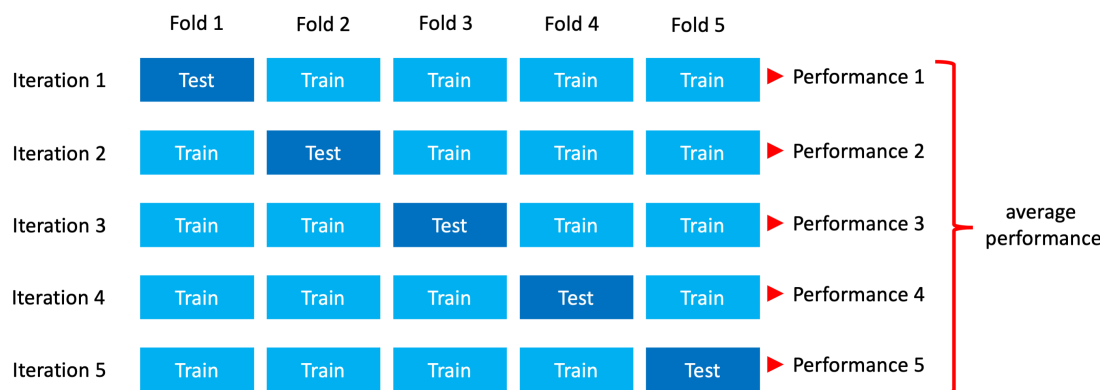 Fold 1 Fold 2 Fold 3 Fold 4 Fold 5
Iteration 1 Test Train Train Train Train Performance 1
Iteration 2 Train Test Train Train Train Performance 2
Iteration 3 Train Train Test Train Train Performance 3
average
performance
Iteration 4 Train Train Train Test Train Performance 4
Iteration 5 Train Train Train Train Test Performance 5